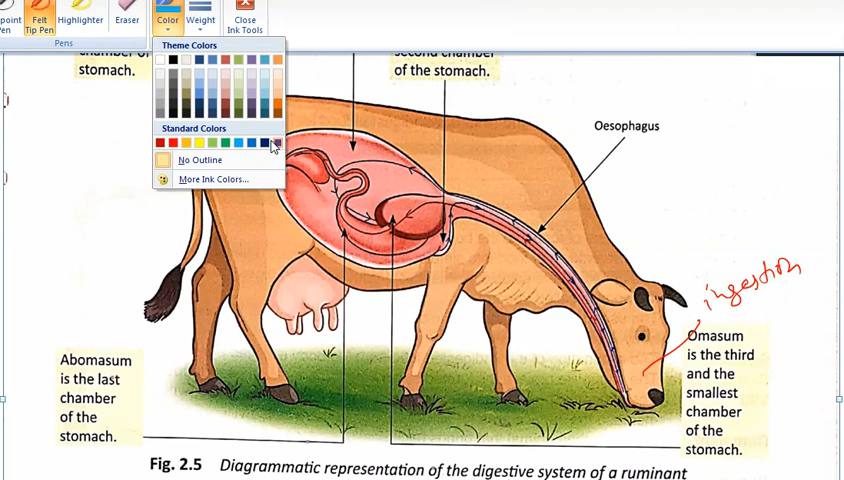 point Felt Highlighter Eraser Color Weight Close
Pen Tip Pen Ink Tools
Pens
Theme Colors
Standard Colors
No Outline
More Ink Colors...
chamber of
stomach.
second chamber
of the stomach.
Oesophagus
ingestion
Omasum
is the third
and the
smallest
chamber
of the
stomach.
Abomasum
is the last
chamber
of the
stomach.
Fig. 2.5 Diagrammatic representation of the digestive system of a ruminant